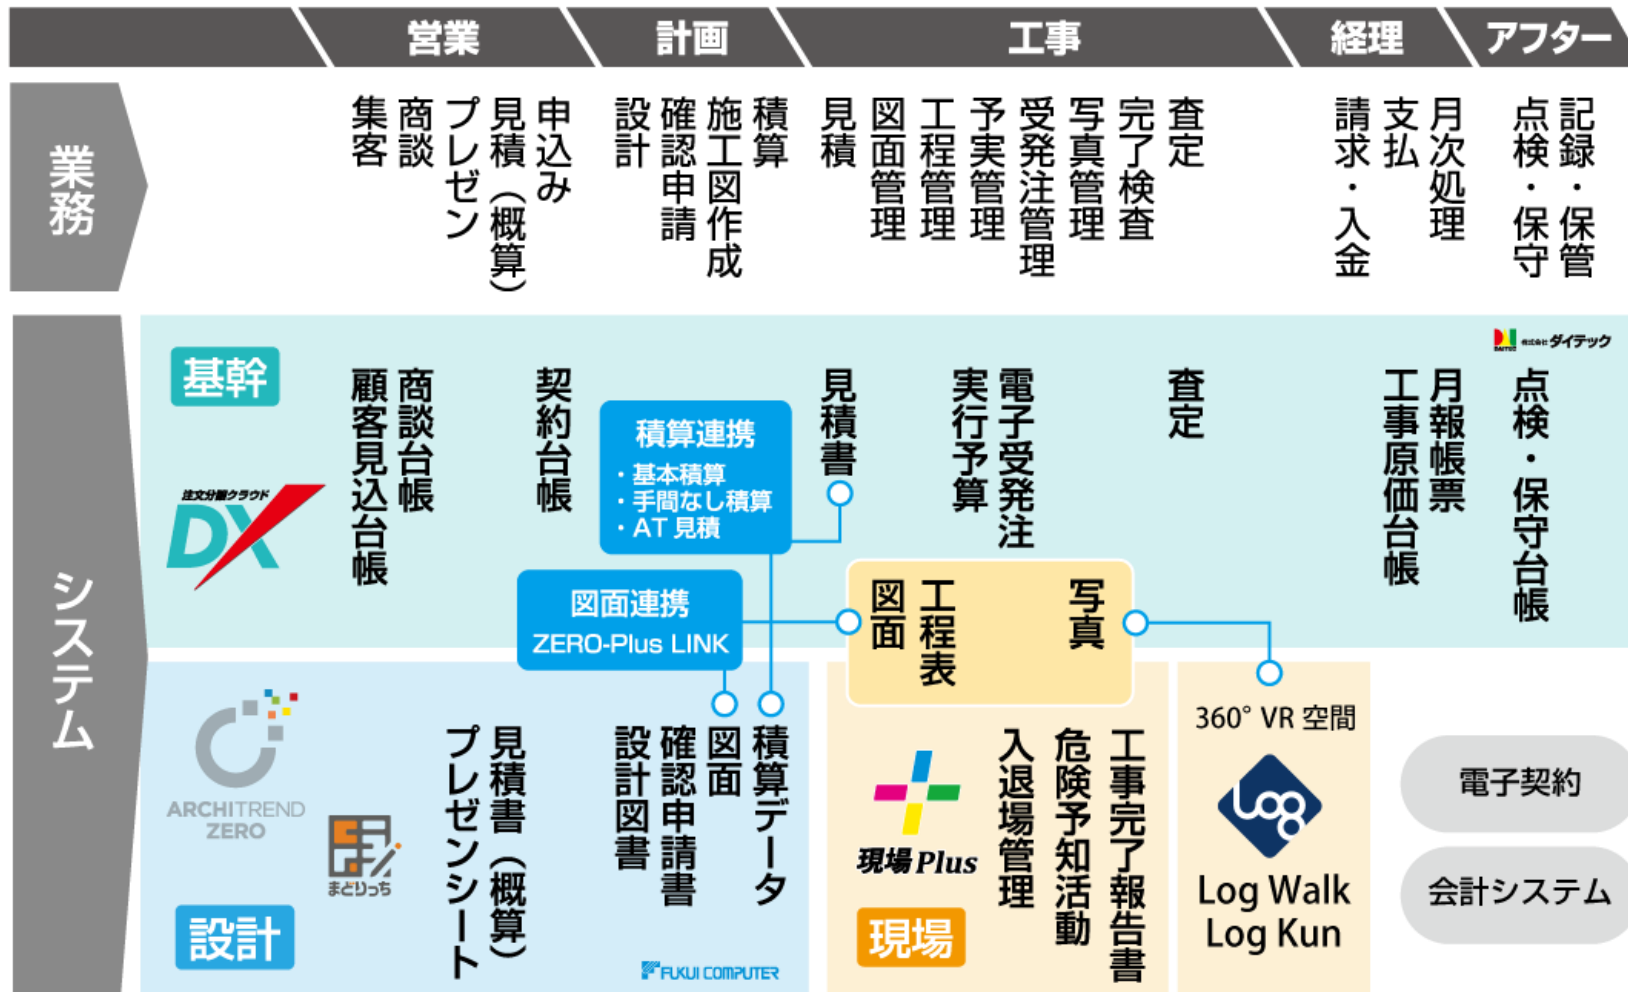 営業
計画
工事
経理
アフター
業務
集客
商談
プレゼン
見積（概算）
申込み
設計
確認申請
施工図作成
積算
見積
図面管理
工程管理
予実管理
受発注管理
写真管理
完了検査
査定
請求・入金
支払
月次処理
点検・保守
記録・保管
システム
基幹
注文分譲クラウド
DX
顧客見込台帳
商談台帳
契約台帳
積算連携
・基本積算
・手間なし積算
・AT 見積
見積書
実行予算
電子受発注
査定
工事原価台帳
月報帳票
点検・保守台帳
DAITEC
株式会社ダイテック
図面連携
ZERO-Plus LINK
図面
工程表
写真
ARCHITREND
ZERO
まどりっち
設計
プレゼンシート
見積書（概算）
設計図書
確認申請書
図面
積算データ
FUKUI COMPUTER
現場Plus
現場
入退場管理
危険予知活動
工事完了報告書
360° VR 空間
Log
Log Walk
Log Kun
電子契約
会計システム